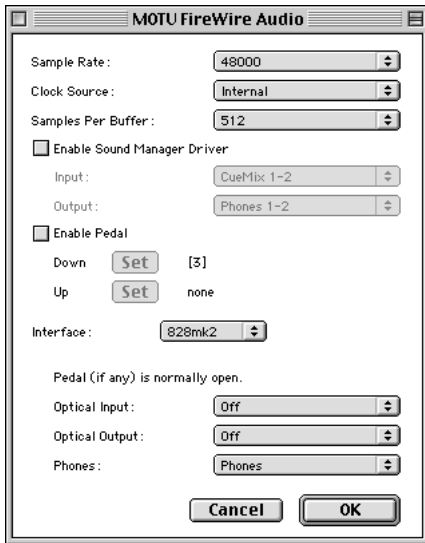 MOTU FireWire Audio
Sample Rate: 48000
Clock Source: Internal
Samples Per Buffer: 512
Enable Sound Manager Driver
Input: CueMix 1-2
Output: Phones 1-2
Enable Pedal
Down Set [3]
Up Set none
Interface: 828mk2
Pedal (if any) is normally open.
Optical Input: Off
Optical Output: Off
Phones: Phones
Cancel OK